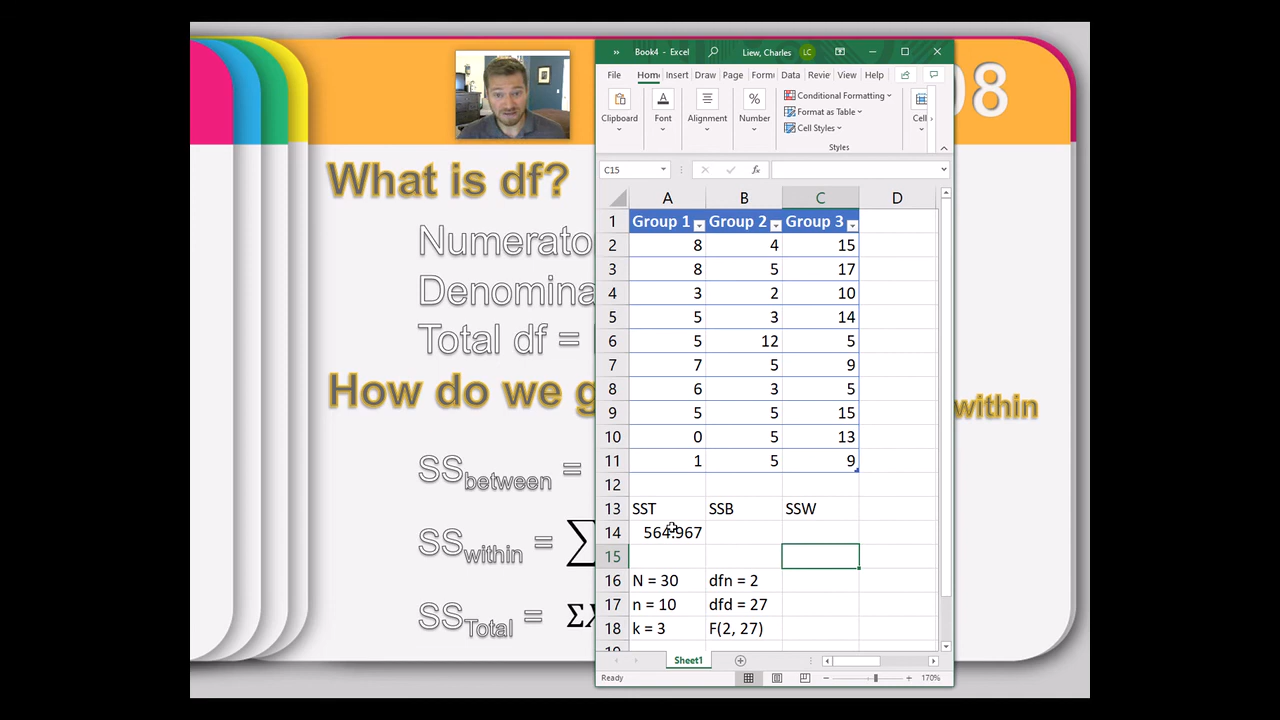 08
What is df?
Numerato
Denomina
Total df =
How do we g
within
SSbetween =
SSwithin = ∑
SSTotal = ΣX
Book4 - Excel
Liew, Charles
LC
File Home Insert Draw Page Formu Data Revie View Help
Clipboard
Font
Alignment
Number
Conditional Formatting
Format as Table
Cell Styles
Styles
Cell
C15
fx
A B C D
1 Group 1 Group 2 Group 3
2 8 4 15
3 8 5 17
4 3 2 10
5 5 3 14
6 5 12 5
7 7 5 9
8 6 3 5
9 5 5 15
10 0 5 13
11 1 5 9
12
13 SST SSB SSW
14 564.967
15
16 N = 30 dfn = 2
17 n = 10 dfd = 27
18 k = 3 F(2, 27)
Sheet1
Ready
170%